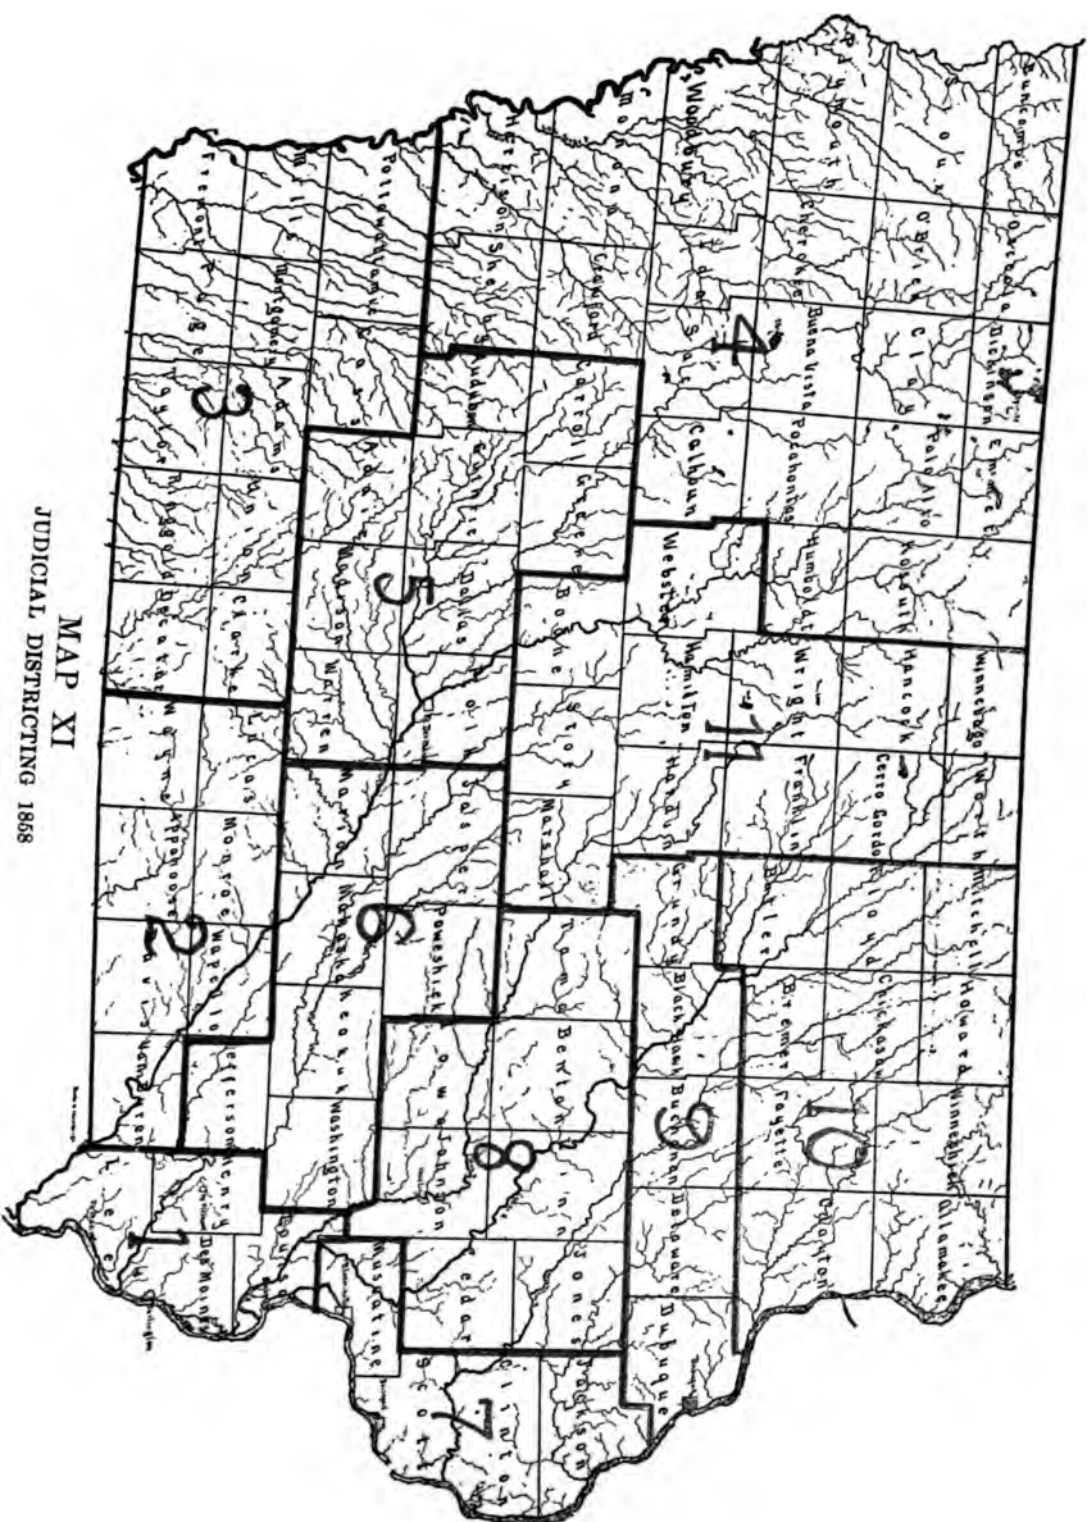 Buncombe
Osceola
Dickinson
Emmet
Winnebago
Worth
Mitchell
Howard
Winneshiek
Allamakee
Sioux
O'Brien
Clay
Palo Alto
Kossuth
Hancock
Cerro Gordo
Floyd
Chickasaw
Plymouth
Cherokee
Buena Vista
Pocahontas
Humboldt
Wright
Franklin
Butler
Bremer
Fayette
Clayton
10
Woodbury
Ida
Sac
4
Calhoun
Webster
Hamilton
11
Hardin
Grundy
Black Hawk
Buchanan
9
Delaware
Dubuque
Monona
Crawford
Carroll
Greene
Boone
Story
Marshal
Tama
Benton
Linn
Jones
Jackson
Harrison
Shelby
Audubon
Guthrie
Dallas
5
Polk
Jasper
Poweshiek
Iowa
Johnson
8
Cedar
Clinton
7
Scott
Pottawattamie
Cass
Adair
Madison
Warren
Marion
Mahaska
6
Keokuk
Washington
Muscatine
Mills
Montgomery
Adams
Union
Clarke
Lucas
Monroe
Wapello
Jefferson
Henry
Louisa
Des Moines
Fremont
Page
Taylor
3
Ringgold
Decatur
Wayne
Appanoose
2
Davis
Van Buren
Lee
1
MAP XI
JUDICIAL DISTRICTING 1858